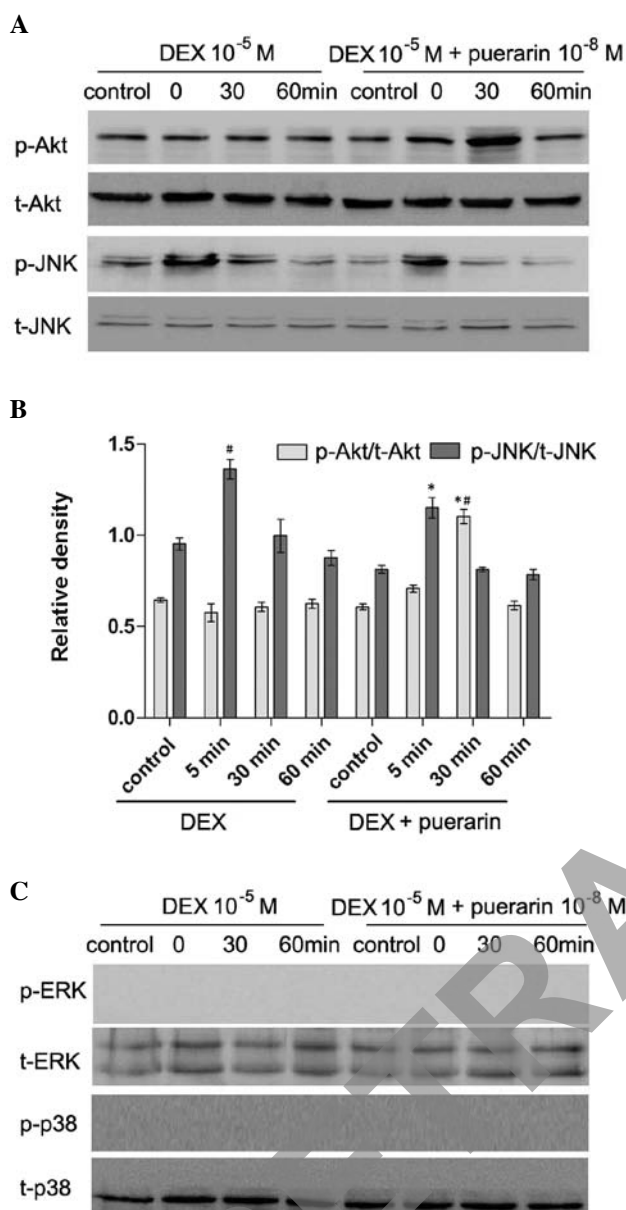 A
DEX 10⁻⁵ M DEX 10⁻⁵ M + puerarin 10⁻⁸ M
control 0 30 60min control 0 30 60min
p-Akt
t-Akt
p-JNK
t-JNK
B
p-Akt/t-Akt p-JNK/t-JNK
Relative density
1.5
1.0
0.5
0.0
#
*
*#
control 5 min 30 min 60 min control 5 min 30 min 60 min
DEX DEX + puerarin
C
DEX 10⁻⁵ M DEX 10⁻⁵ M + puerarin 10⁻⁸ M
control 0 30 60min control 0 30 60min
p-ERK
t-ERK
p-p38
t-p38
TRA